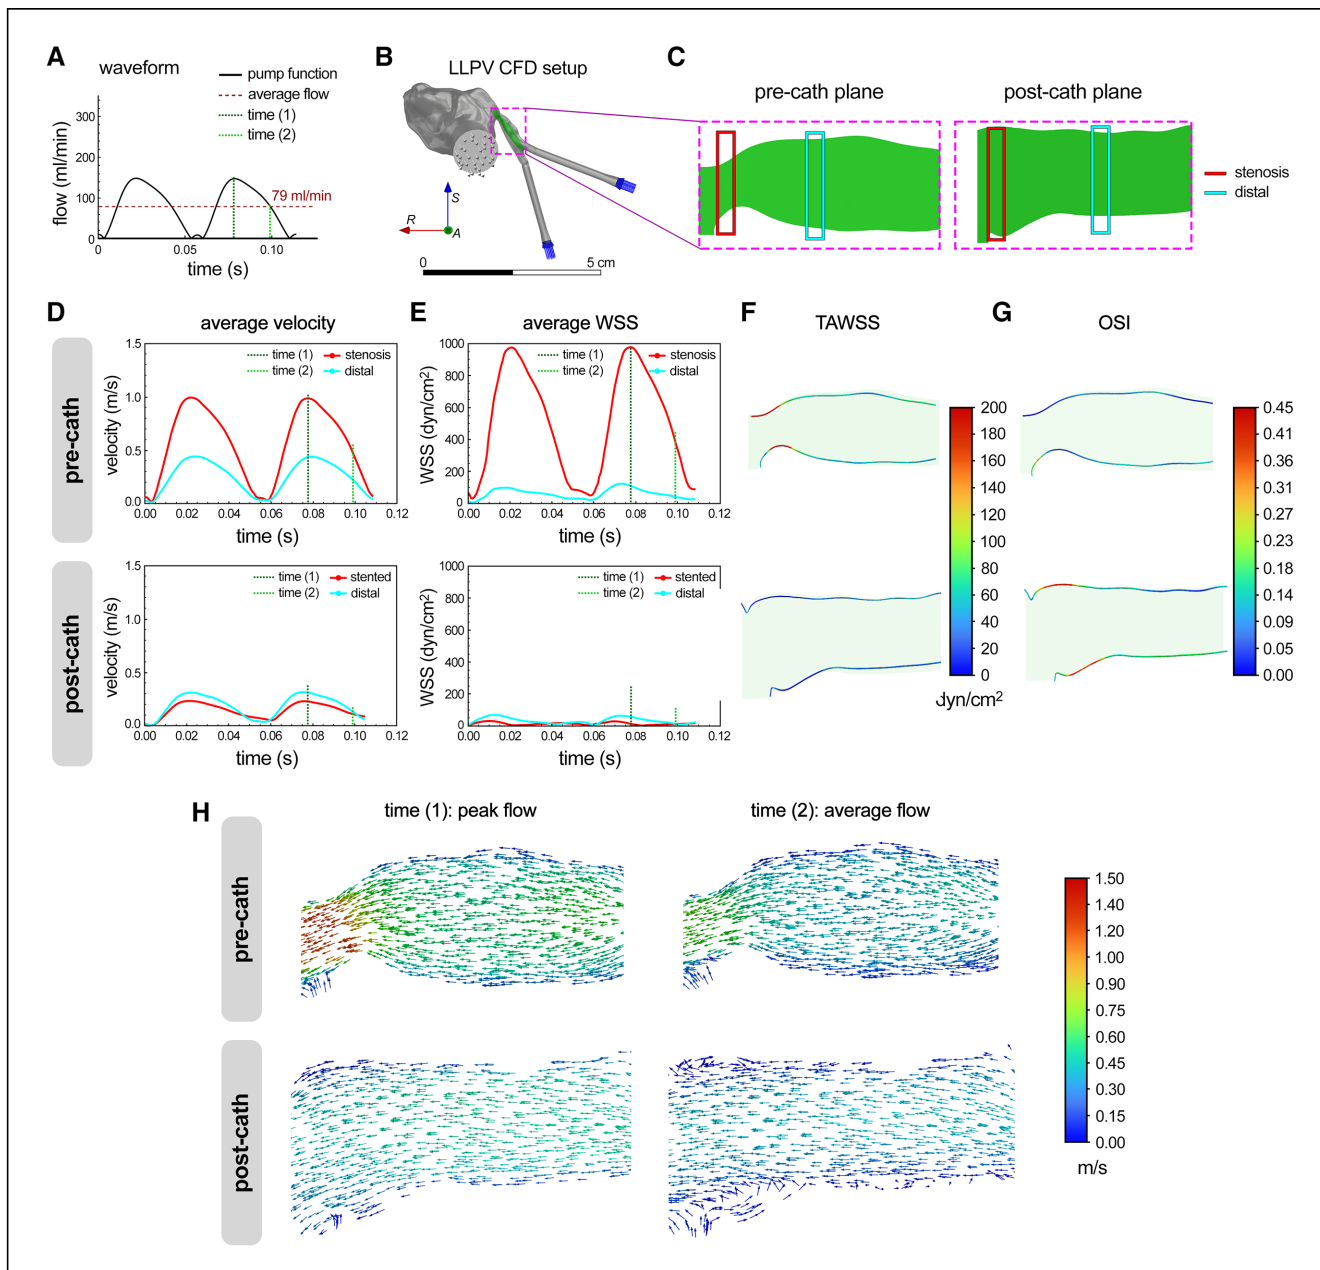 A
waveform
pump function
average flow
time (1)
time (2)
flow (ml/min)
300
200
100
0
79 ml/min
0
0.05
0.10
time (s)
B
LLPV CFD setup
S
R
A
0
5 cm
C
pre-cath plane
post-cath plane
stenosis
distal
D
average velocity
pre-cath
velocity (m/s)
1.5
1.0
0.5
0.0
time (1)
stenosis
time (2)
distal
0.00 0.02 0.04 0.06 0.08 0.10 0.12
time (s)
post-cath
velocity (m/s)
1.5
1.0
0.5
0.0
time (1)
stented
time (2)
distal
0.00 0.02 0.04 0.06 0.08 0.10 0.12
time (s)
E
average WSS
WSS (dyn/cm²)
1000
800
600
400
200
0
time (1)
stenosis
time (2)
distal
0.00 0.02 0.04 0.06 0.08 0.10 0.12
time (s)
WSS (dyn/cm²)
1000
800
600
400
200
0
time (1)
stented
time (2)
distal
0.00 0.02 0.04 0.06 0.08 0.10 0.12
time (s)
F
TAWSS
200
180
160
140
120
100
80
60
40
20
0
dyn/cm²
G
OSI
0.45
0.40
0.36
0.31
0.27
0.23
0.18
0.14
0.09
0.05
0.00
H
time (1): peak flow
time (2): average flow
pre-cath
post-cath
1.50
1.40
1.20
1.00
0.90
0.75
0.60
0.45
0.30
0.15
0.00
m/s